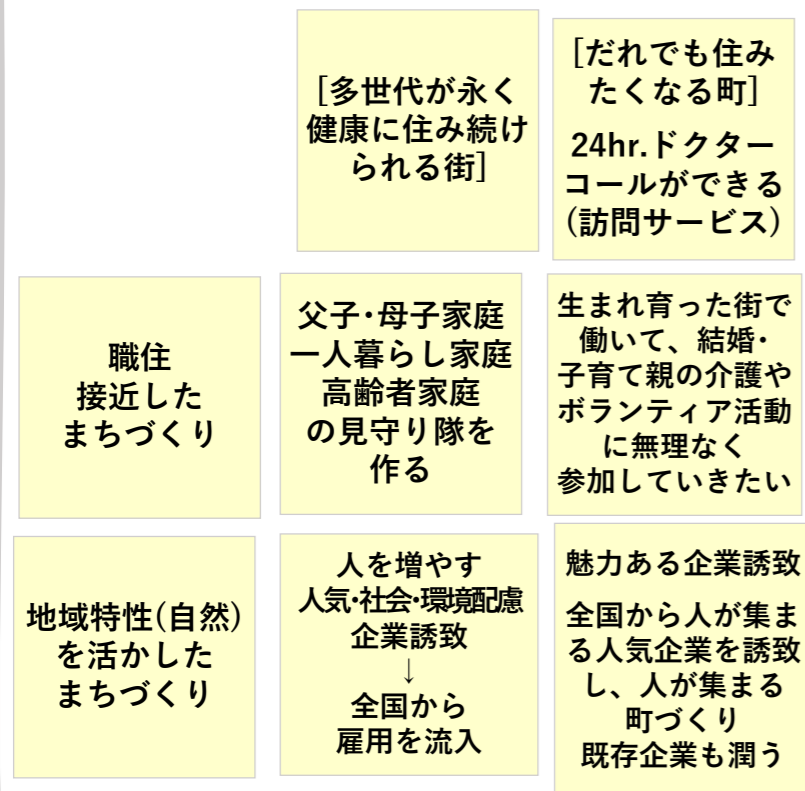 [多世代が永く
健康に住み続け
られる街]
[だれでも住み
たくなる町]
24hr.ドクター
コールができる
(訪問サービス)
職住
接近した
まちづくり
父子・母子家庭
一人暮らし家庭
高齢者家庭
の見守り隊を
作る
生まれ育った街で
働いて、結婚・
子育て親の介護や
ボランティア活動
に無理なく
参加していきたい
地域特性(自然)
を活かした
まちづくり
人を増やす
人気・社会・環境配慮
企業誘致
↓
全国から
雇用を流入
魅力ある企業誘致
全国から人が集ま
る人気企業を誘致
し、人が集まる
町づくり
既存企業も潤う